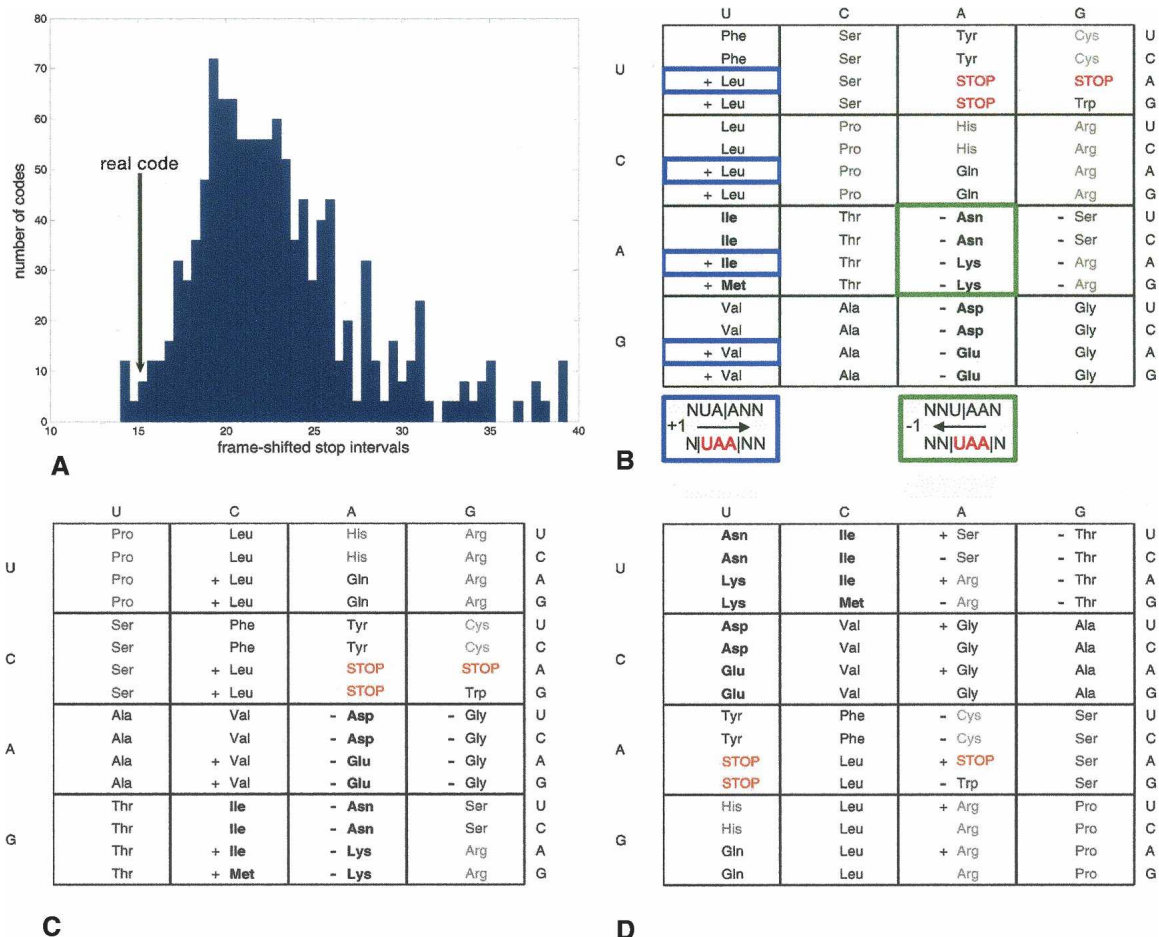 80
70
60
50
40
30
20
10
0
number of codes
real code
10 15 20 25 30 35 40
frame-shifted stop intervals
A
U C A G
U
Phe Ser Tyr Cys U
Phe Ser Tyr Cys C
+ Leu Ser STOP STOP A
+ Leu Ser STOP Trp G
C
Leu Pro His Arg U
Leu Pro His Arg C
+ Leu Pro Gln Arg A
+ Leu Pro Gln Arg G
A
Ile Thr - Asn - Ser U
Ile Thr - Asn - Ser C
+ Ile Thr - Lys - Arg A
+ Met Thr - Lys - Arg G
G
Val Ala - Asp Gly U
Val Ala - Asp Gly C
+ Val Ala - Glu Gly A
+ Val Ala - Glu Gly G
NUA|ANN
+1
N|UAA|NN
NNU|AAN
-1
NN|UAA|N
B
U C A G
U
Pro Leu His Arg U
Pro Leu His Arg C
Pro + Leu Gln Arg A
Pro + Leu Gln Arg G
C
Ser Phe Tyr Cys U
Ser Phe Tyr Cys C
Ser + Leu STOP STOP A
Ser + Leu STOP Trp G
A
Ala Val - Asp - Gly U
Ala Val - Asp - Gly C
Ala + Val - Glu - Gly A
Ala + Val - Glu - Gly G
G
Thr Ile - Asn Ser U
Thr Ile - Asn Ser C
Thr + Ile - Lys Arg A
Thr + Met - Lys Arg G
C
U C A G
U
Asn Ile + Ser - Thr U
Asn Ile - Ser - Thr C
Lys Ile + Arg - Thr A
Lys Met - Arg - Thr G
C
Asp Val + Gly Ala U
Asp Val Gly Ala C
Glu Val + Gly Ala A
Glu Val Gly Ala G
A
Tyr Phe - Cys Ser U
Tyr Phe - Cys Ser C
STOP Leu + STOP Ser A
STOP Leu - Trp Ser G
G
His Leu + Arg Pro U
His Leu Arg Pro C
Gln Leu + Arg Pro A
Gln Leu Arg Pro G
D